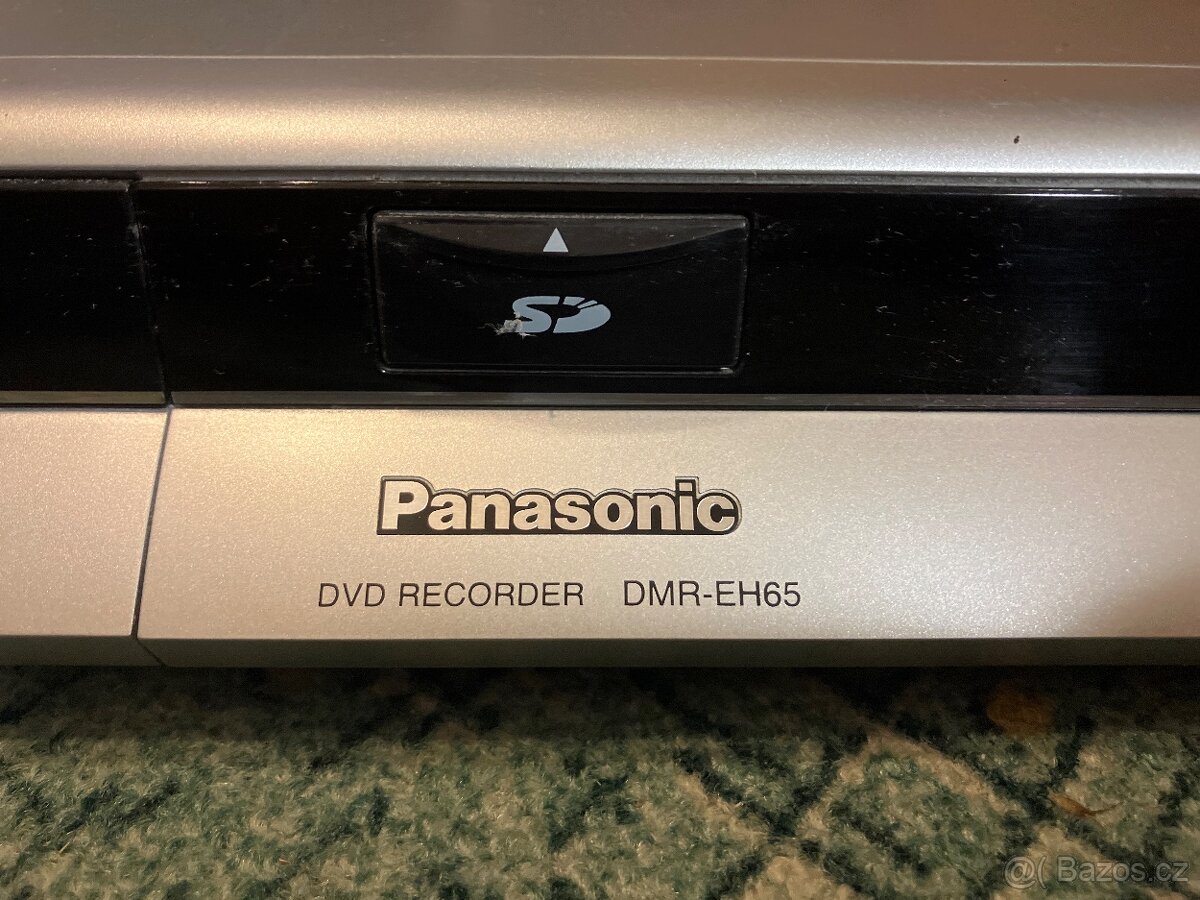 SD
Panasonic
DVD RECORDER DMR-EH65
@( Bazos.cz